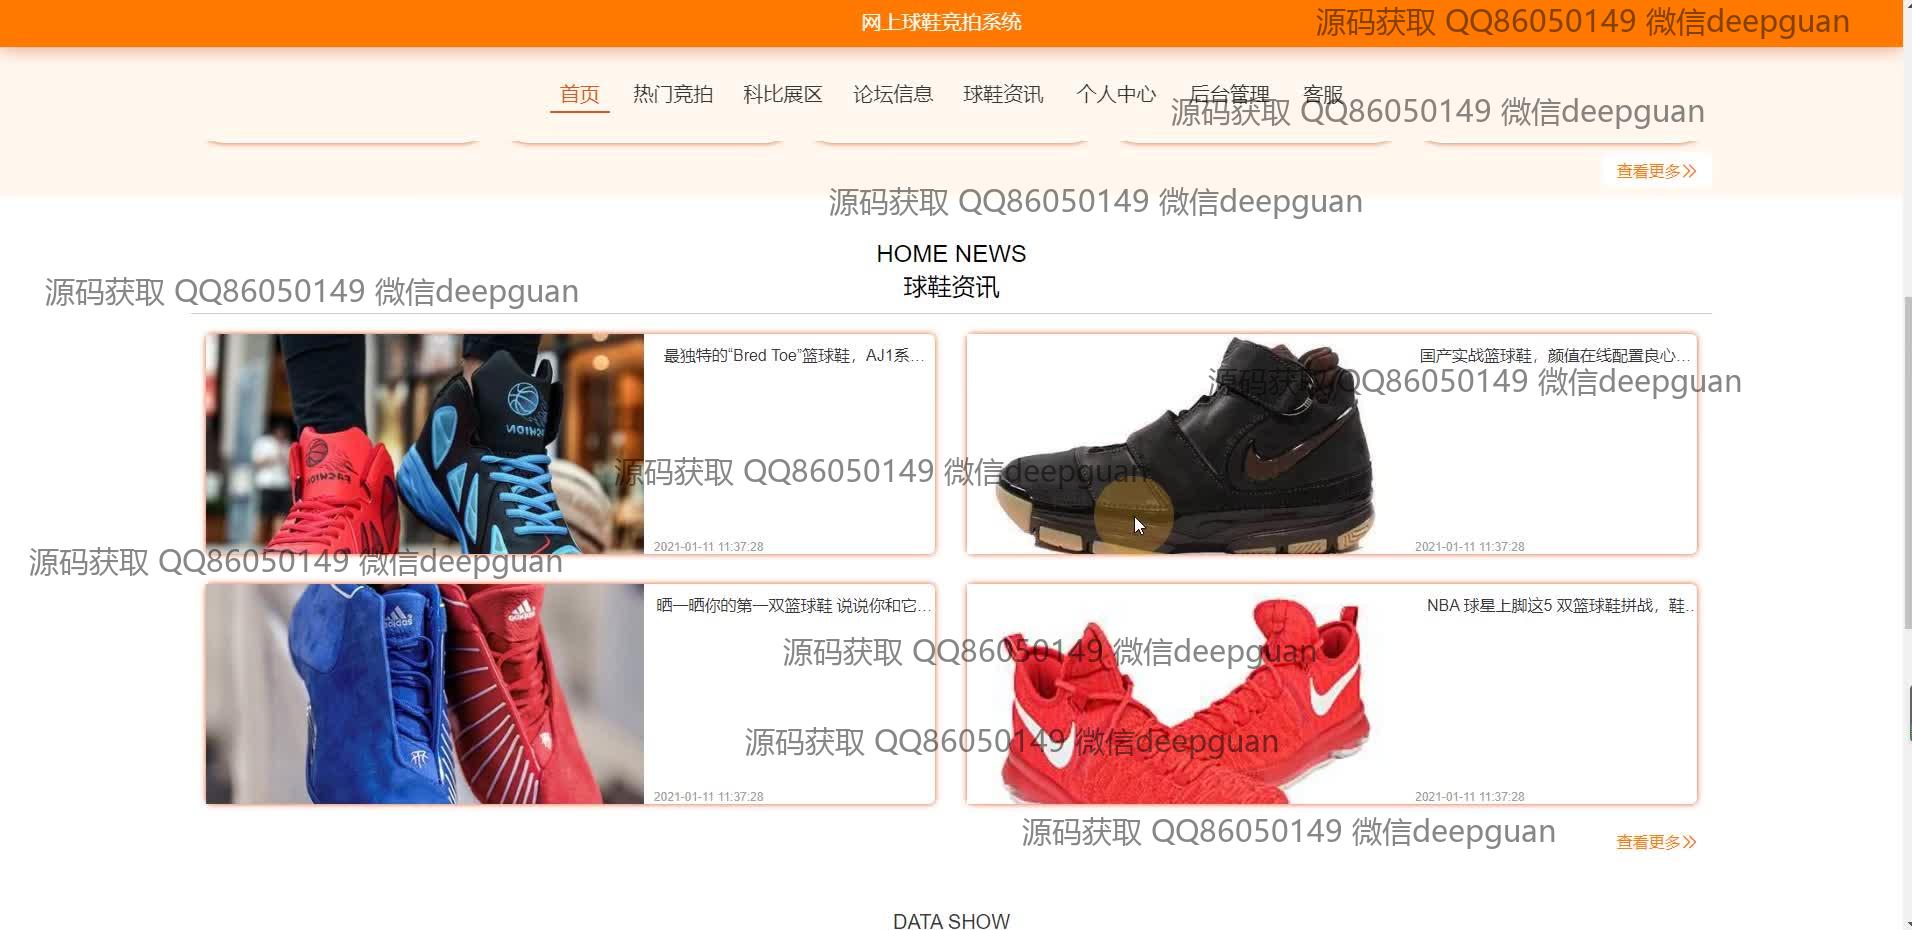 网上球鞋竞拍系统
源码获取 QQ86050149 微信deepguan
首页 热门竞拍 科比展区 论坛信息 球鞋资讯 个人中心 后台管理 客服
源码获取 QQ86050149 微信deepguan
查看更多
源码获取 QQ86050149 微信deepguan
HOME NEWS
球鞋资讯
源码获取 QQ86050149 微信deepguan
最独特的“Bred Toe”篮球鞋，AJ1系...
国产实战篮球鞋，颜值在线配置良心...
源码获取 QQ86050149 微信deepguan
FASHION
FASHION
源码获取 QQ86050149 微信deepguan
2021-01-11 11:37:28
2021-01-11 11:37:28
源码获取 QQ86050149 微信deepguan
晒一晒你的第一双篮球鞋 说说你和它...
NBA 球星上脚这5 双篮球鞋拼战，鞋...
adidas
adidas
源码获取 QQ86050149 微信deepguan
源码获取 QQ86050149 微信deepguan
2021-01-11 11:37:28
2021-01-11 11:37:28
源码获取 QQ86050149 微信deepguan
查看更多
DATA SHOW